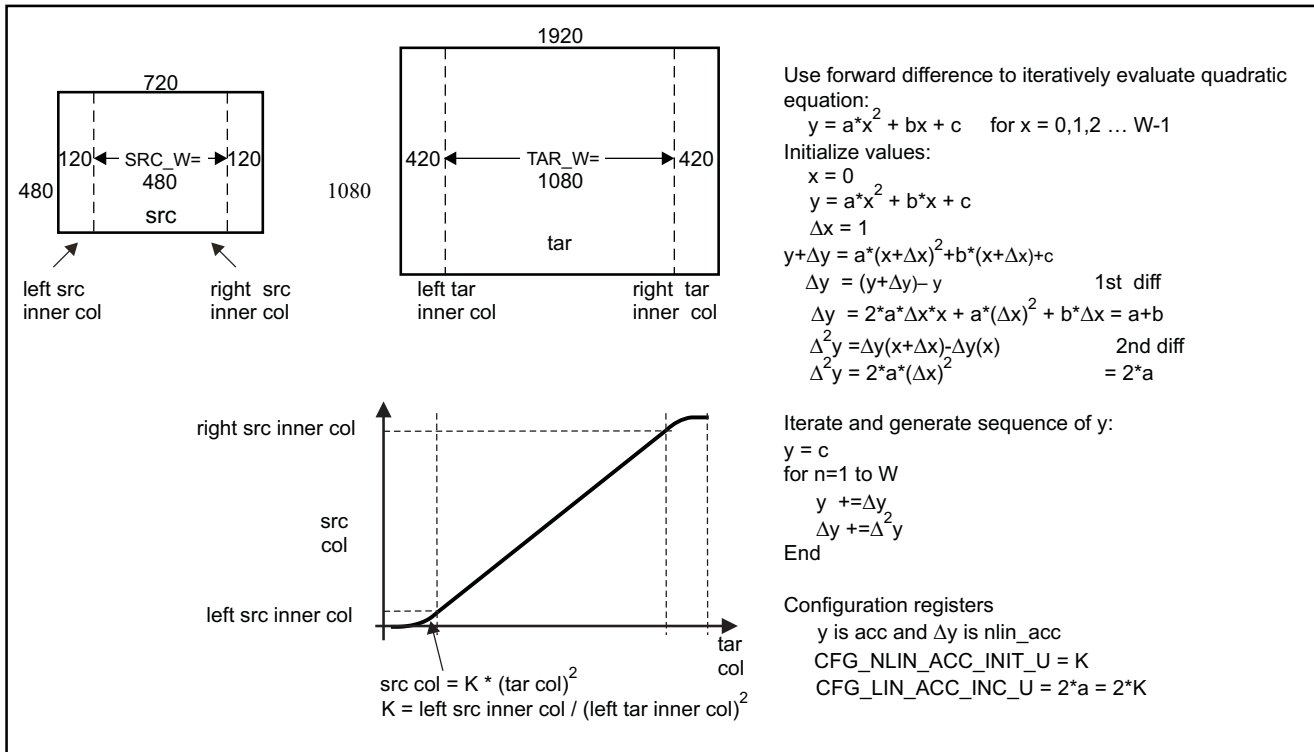 720
120
SRC_W=
120
480
480
src
left src
inner col
right src
inner col
1920
420
TAR_W=
420
1080
1080
tar
left tar
inner col
right tar
inner col
right src inner col
src
col
left src inner col
tar
col
src col = K * (tar col)²
K = left src inner col / (left tar inner col)²
Use forward difference to iteratively evaluate quadratic
equation:
y = a*x² + bx + c for x = 0,1,2 … W-1
Initialize values:
x = 0
y = a*x² + b*x + c
Δx = 1
y+Δy = a*(x+Δx)²+b*(x+Δx)+c
Δy = (y+Δy)– y 1st diff
Δy = 2*a*Δx*x + a*(Δx)² + b*Δx = a+b
Δ²y =Δy(x+Δx)-Δy(x) 2nd diff
Δ²y = 2*a*(Δx)² = 2*a
Iterate and generate sequence of y:
y = c
for n=1 to W
y +=Δy
Δy +=Δ²y
End
Configuration registers
y is acc and Δy is nlin_acc
CFG_NLIN_ACC_INIT_U = K
CFG_LIN_ACC_INC_U = 2*a = 2*K